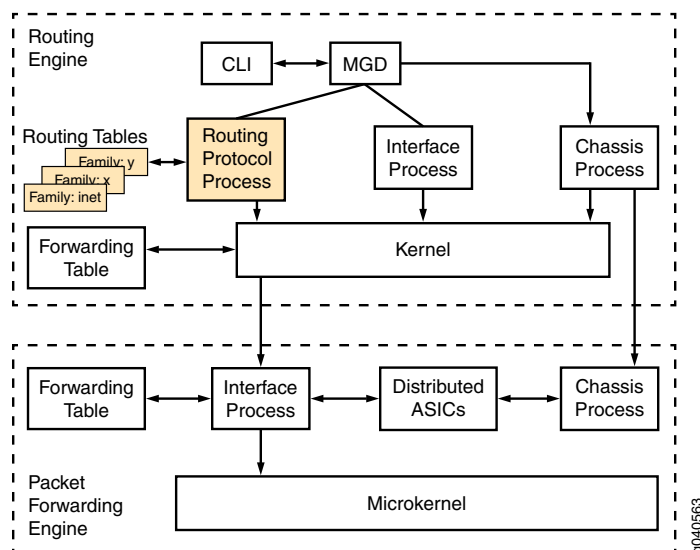 Routing
Engine
CLI
MGD
Routing Tables
Family: y
Family: x
Family: inet
Routing
Protocol
Process
Interface
Process
Chassis
Process
Forwarding
Table
Kernel
Forwarding
Table
Interface
Process
Distributed
ASICs
Chassis
Process
Packet
Forwarding
Engine
Microkernel